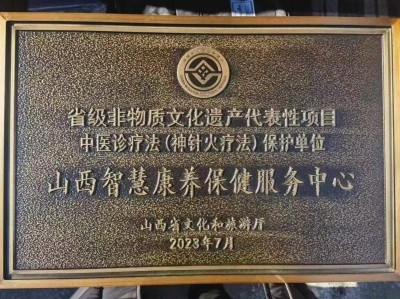 省级非物质文化遗产代表性项目
中医诊疗法(神针火疗法)保护单位
山西智慧康养保健服务中心
山西省文化和旅游厅
2023年7月